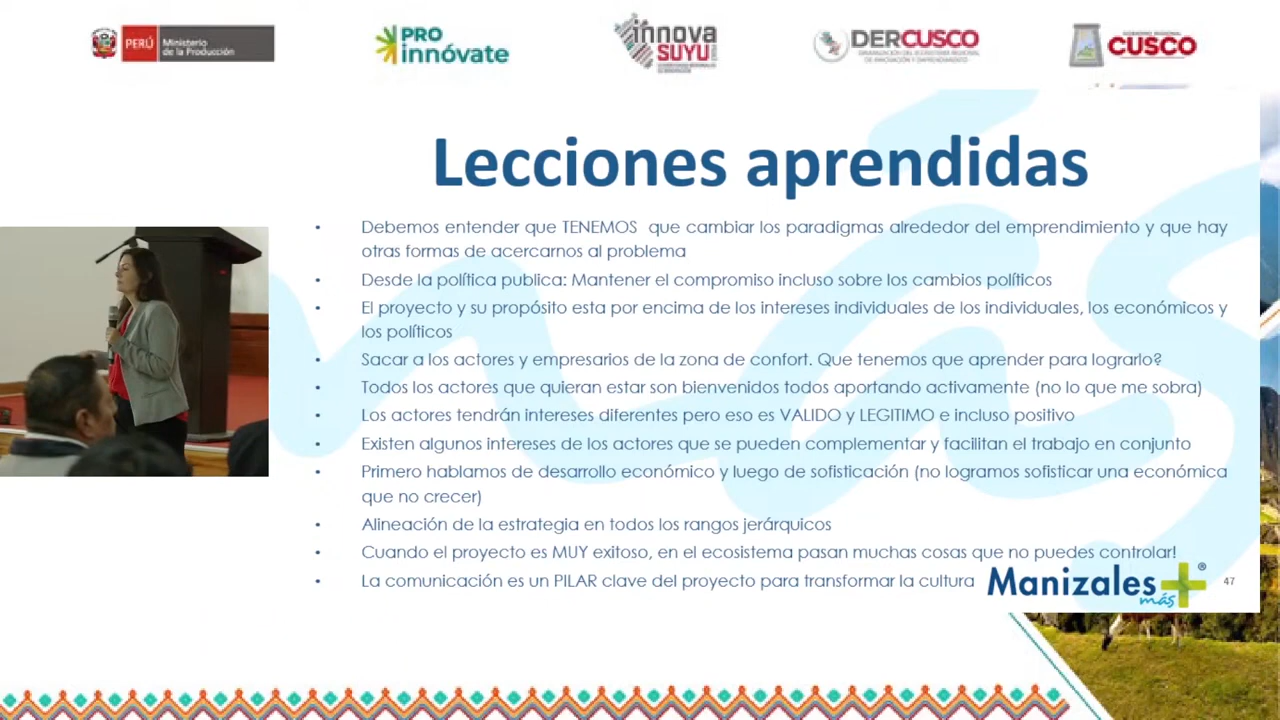 PERÚ
Ministerio
de la Producción
PRO
innóvate
innova
SUYU
DERCUSCO
DINAMIZACIÓN DEL ECOSISTEMA REGIONAL
DE INNOVACIÓN Y EMPRENDIMIENTO
GOBIERNO REGIONAL
CUSCO
Lecciones aprendidas
• Debemos entender que TENEMOS que cambiar los paradigmas alrededor del emprendimiento y que hay
otras formas de acercarnos al problema
• Desde la política publica: Mantener el compromiso incluso sobre los cambios políticos
• El proyecto y su propósito esta por encima de los intereses individuales de los individuales, los económicos y
los políticos
• Sacar a los actores y empresarios de la zona de confort. Que tenemos que aprender para lograrlo?
• Todos los actores que quieran estar son bienvenidos todos aportando activamente (no lo que me sobra)
• Los actores tendrán intereses diferentes pero eso es VALIDO y LEGITIMO e incluso positivo
• Existen algunos intereses de los actores que se pueden complementar y facilitan el trabajo en conjunto
• Primero hablamos de desarrollo económico y luego de sofisticación (no logramos sofisticar una económica
que no crecer)
• Alineación de la estrategia en todos los rangos jerárquicos
• Cuando el proyecto es MUY exitoso, en el ecosistema pasan muchas cosas que no puedes controlar!
• La comunicación es un PILAR clave del proyecto para transformar la cultura
Manizales
más
®
47